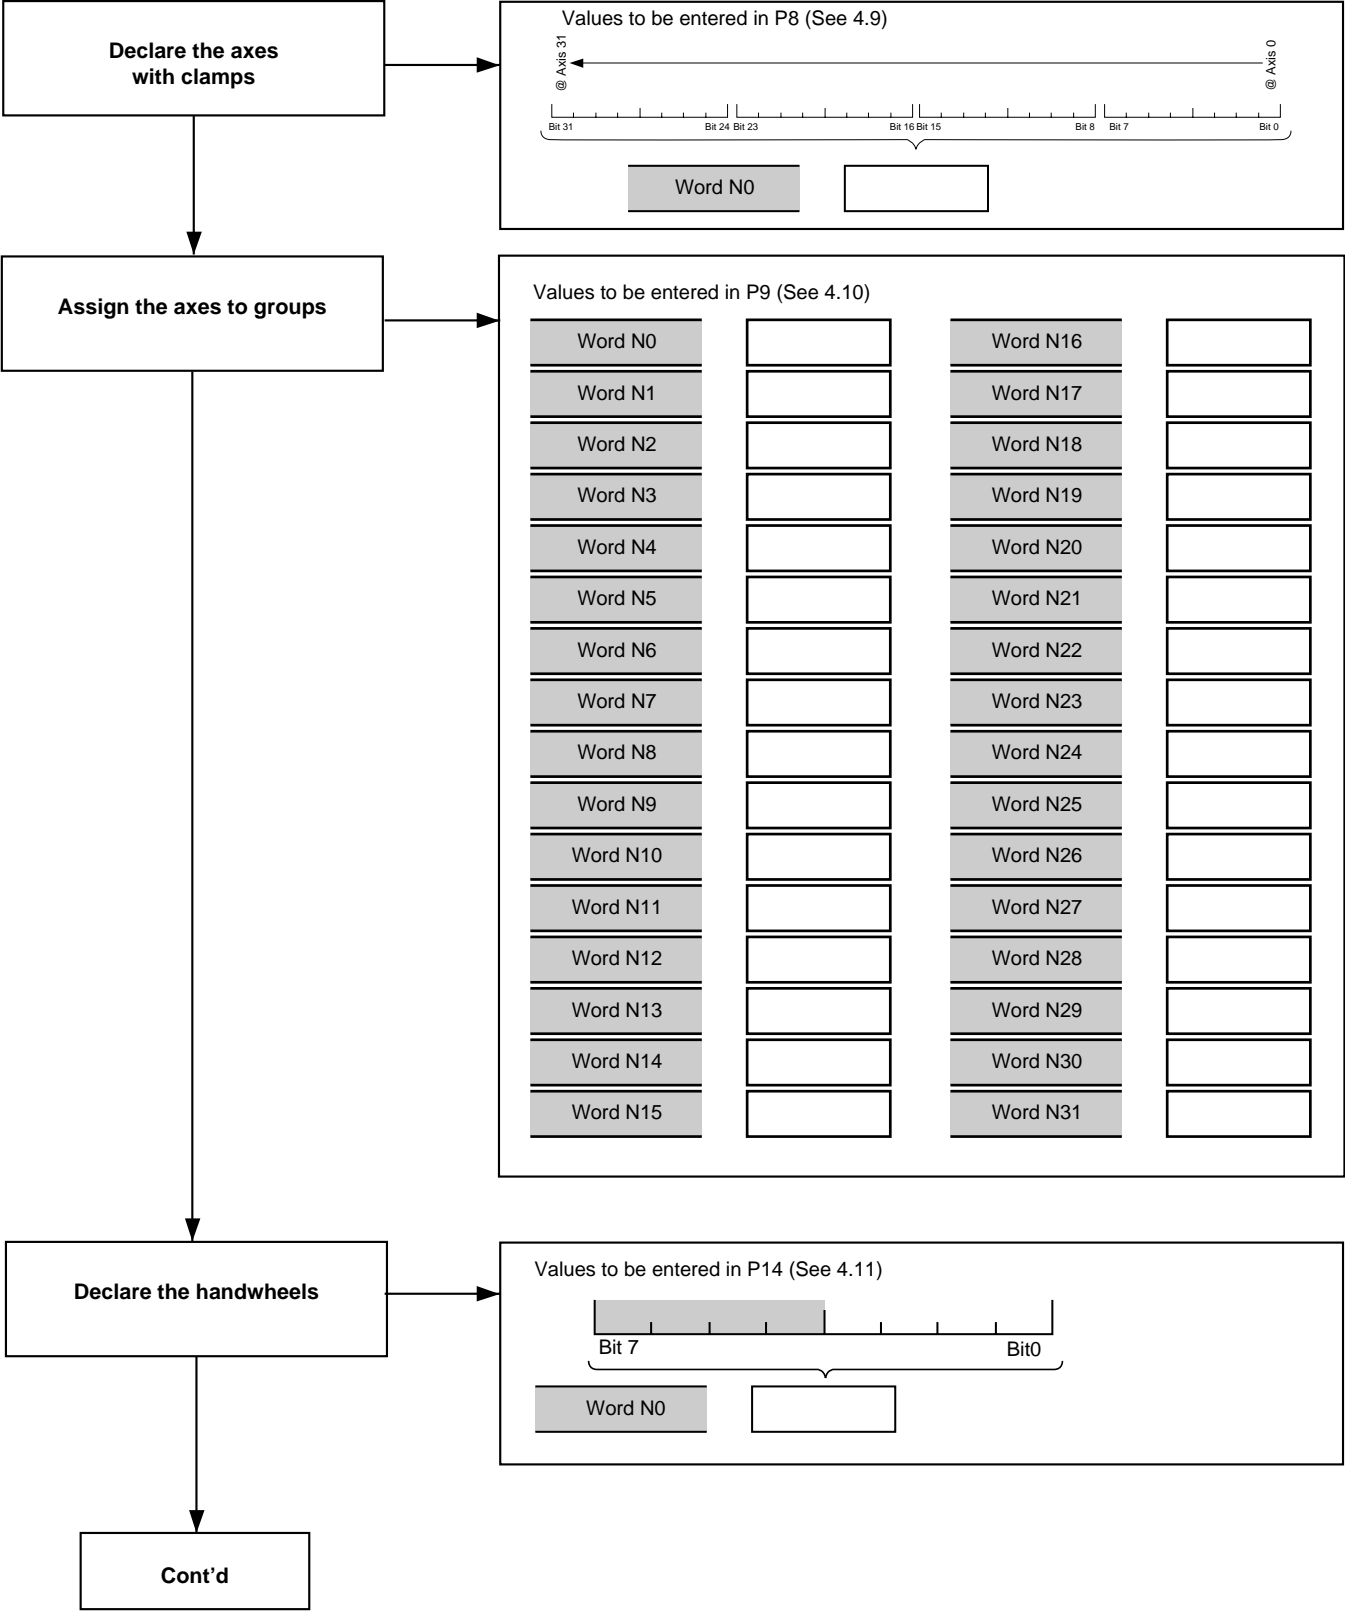 Declare the axes
with clamps
Values to be entered in P8 (See 4.9)
@ Axis 31
@ Axis 0
Bit 31 Bit 24 Bit 23 Bit 16 Bit 15 Bit 8 Bit 7 Bit 0
Word N0
Assign the axes to groups
Values to be entered in P9 (See 4.10)
Word N0 Word N16
Word N1 Word N17
Word N2 Word N18
Word N3 Word N19
Word N4 Word N20
Word N5 Word N21
Word N6 Word N22
Word N7 Word N23
Word N8 Word N24
Word N9 Word N25
Word N10 Word N26
Word N11 Word N27
Word N12 Word N28
Word N13 Word N29
Word N14 Word N30
Word N15 Word N31
Declare the handwheels
Values to be entered in P14 (See 4.11)
Bit 7 Bit0
Word N0
Cont'd